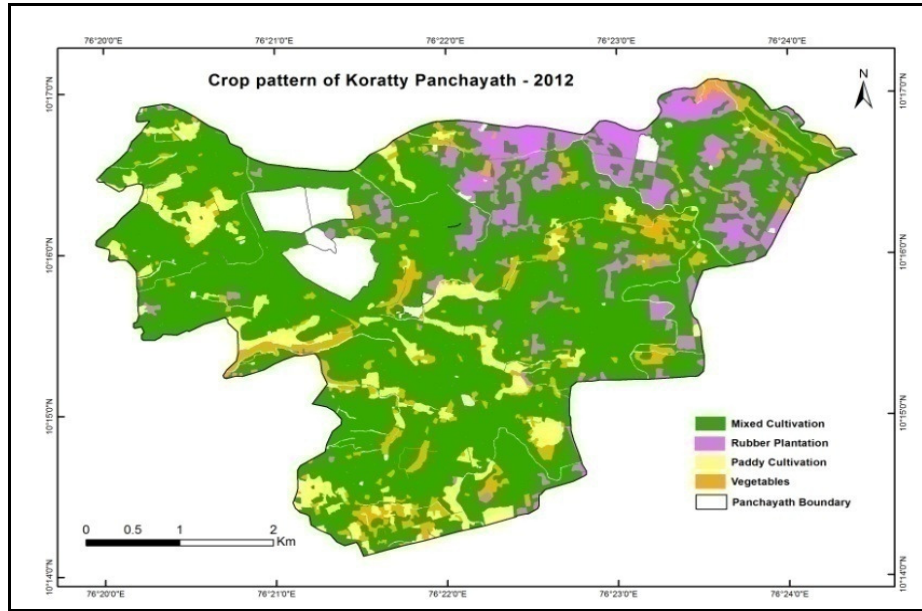 76°20'0"E 76°21'0"E 76°22'0"E 76°23'0"E 76°24'0"E
Crop pattern of Koratty Panchayath - 2012
N
10°17'0"N 10°17'0"N
10°16'0"N 10°16'0"N
10°15'0"N 10°15'0"N
Mixed Cultivation
Rubber Plantation
Paddy Cultivation
Vegetables
Panchayath Boundary
0 0.5 1 2
Km
10°14'0"N 10°14'0"N
76°20'0"E 76°21'0"E 76°22'0"E 76°23'0"E 76°24'0"E